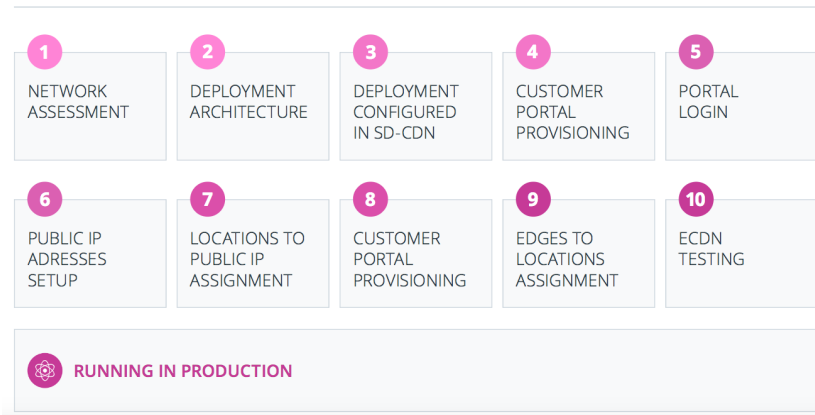 1
NETWORK
ASSESSMENT
2
DEPLOYMENT
ARCHITECTURE
3
DEPLOYMENT
CONFIGURED
IN SD-CDN
4
CUSTOMER
PORTAL
PROVISIONING
5
PORTAL
LOGIN
6
PUBLIC IP
ADRESSES
SETUP
7
LOCATIONS TO
PUBLIC IP
ASSIGNMENT
8
CUSTOMER
PORTAL
PROVISIONING
9
EDGES TO
LOCATIONS
ASSIGNMENT
10
ECDN
TESTING
RUNNING IN PRODUCTION